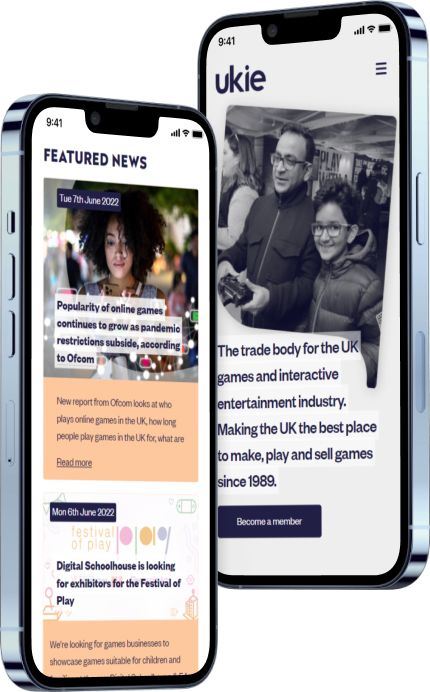 9:41
FEATURED NEWS
Tue 7th June 2022
Popularity of online games
continues to grow as pandemic
restrictions subside, according
to Ofcom
New report from Ofcom looks at who
plays online games in the UK, how long
people play games in the UK for, what are
Read more
Mon 06th June 2022
festival
of play play
Digital Schoolhouse is looking
for exhibitors for the Festival of
Play
We're looking for games businesses to
showcase games suitable for children and
9:41
ukie
PLAY
The trade body for the UK
games and interactive
entertainment industry.
Making the UK the best place
to make, play and sell games
since 1989.
Become a member